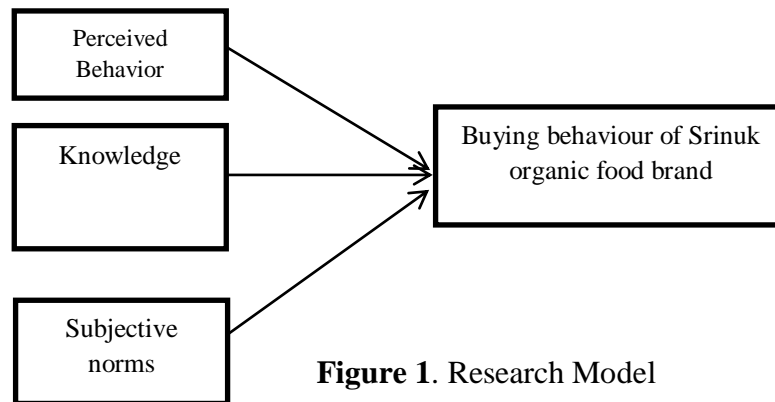 Perceived
Behavior
Knowledge
Subjective
norms
Buying behaviour of Srinuk
organic food brand
Figure 1. Research Model